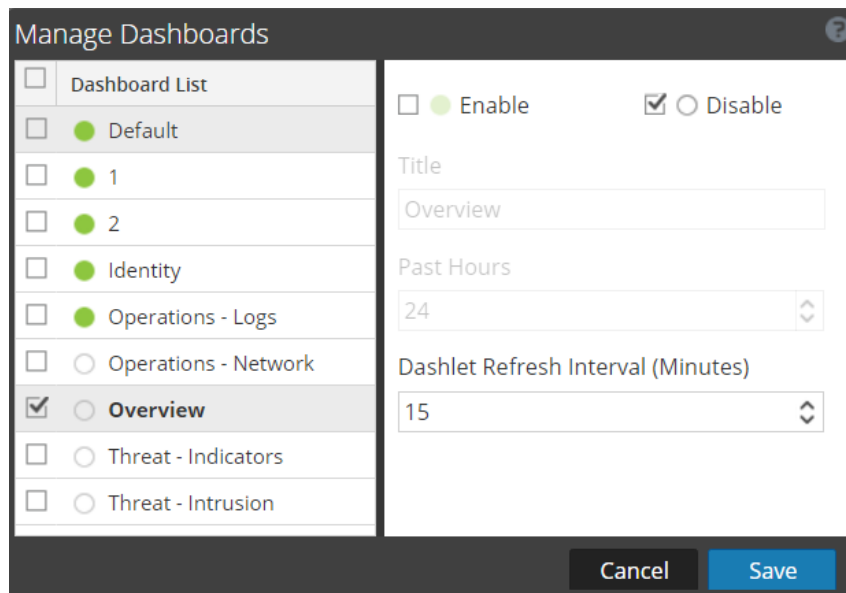 Manage Dashboards
Dashboard List
Default
1
2
Identity
Operations - Logs
Operations - Network
Overview
Threat - Indicators
Threat - Intrusion
Enable Disable
Title
Overview
Past Hours
24
Dashlet Refresh Interval (Minutes)
15
Cancel Save